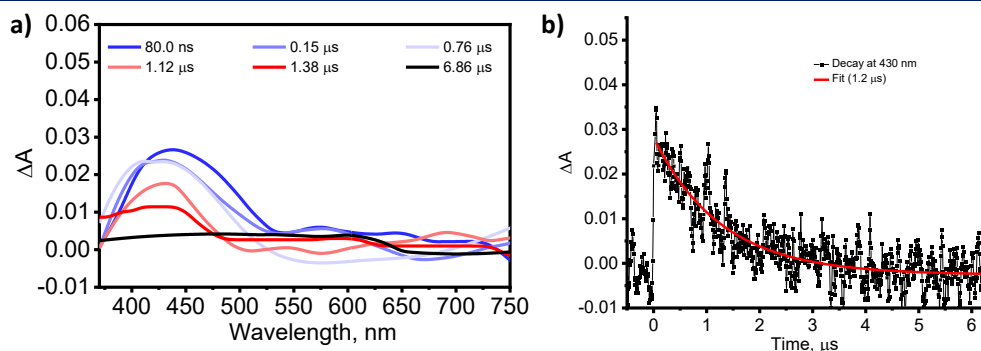 a)
0.06
0.05
0.04
0.03
0.02
0.01
0.00
-0.01
ΔA
80.0 ns
0.15 μs
0.76 μs
1.12 μs
1.38 μs
6.86 μs
400 450 500 550 600 650 700 750
Wavelength, nm
b)
0.05
0.04
0.03
0.02
0.01
0.00
-0.01
ΔA
Decay at 430 nm
Fit (1.2 μs)
0 1 2 3 4 5 6
Time, μs